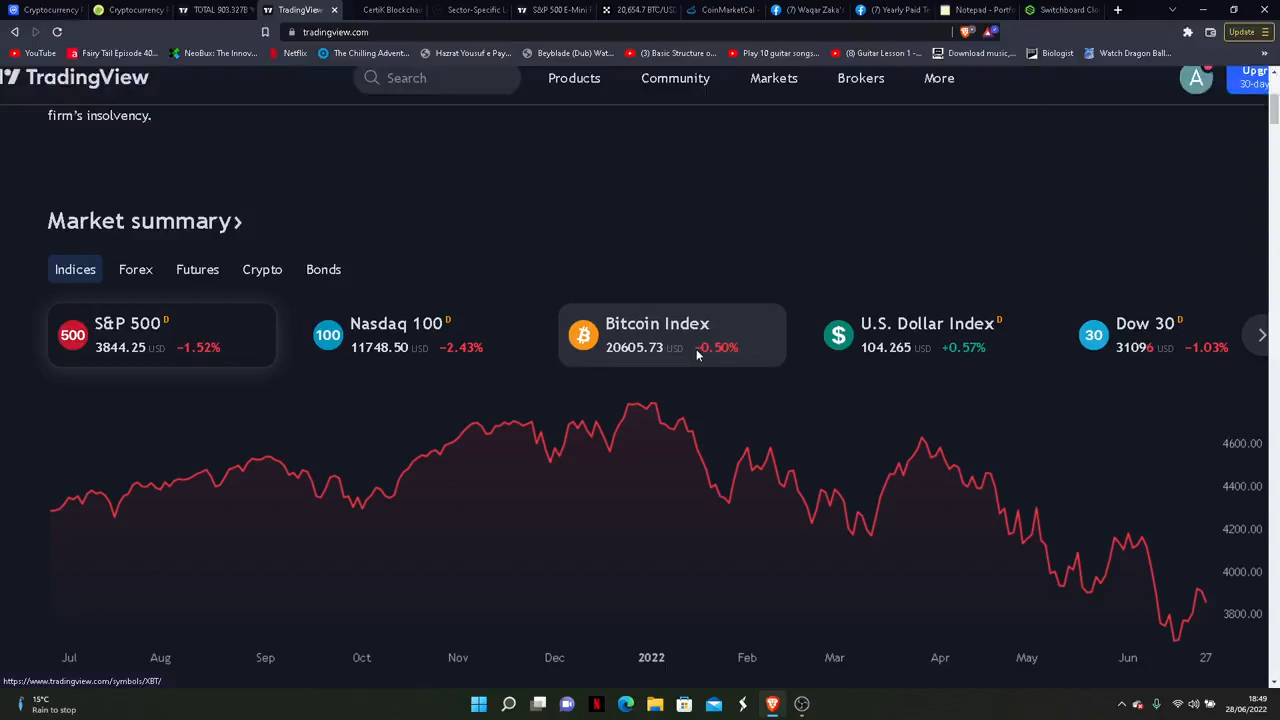 Cryptocurrency
Cryptocurrency
TOTAL 903.327B
TradingView
CertiK Blockchai
Sector-Specific
S&P 500 E-Mini
20,654.7 BTC/US
CoinMarketCal -
(7) Waqar Zaka's
(7) Yearly Paid T
Notepad - Portfo
Switchboard Clo
tradingview.com
Update
YouTube
Fairy Tail Episode 40...
NeoBux: The Innov...
Netflix
The Chilling Advent...
Hazrat Yousuf e Pay...
Beyblade (Dub) Wat...
(3) Basic Structure o...
Play 10 guitar songs...
(8) Guitar Lesson 1 -...
Download music,...
Biologist
Watch Dragon Ball...
TradingView
Search
Products
Community
Markets
Brokers
More
A
Upgr
30-day
firm's insolvency.
Market summary›
Indices
Forex
Futures
Crypto
Bonds
500
S&P 500 D
3844.25 USD −1.52%
100
Nasdaq 100 D
11748.50 USD −2.43%
Bitcoin Index
20605.73 USD −0.50%
$
U.S. Dollar Index D
104.265 USD +0.57%
30
Dow 30 D
31096 USD −1.03%
4600.00
4400.00
4200.00
4000.00
3800.00
Jul Aug Sep Oct Nov Dec 2022 Feb Mar Apr May Jun 27
https://www.tradingview.com/symbols/XBT/
15°C
Rain to stop
18:49
28/06/2022